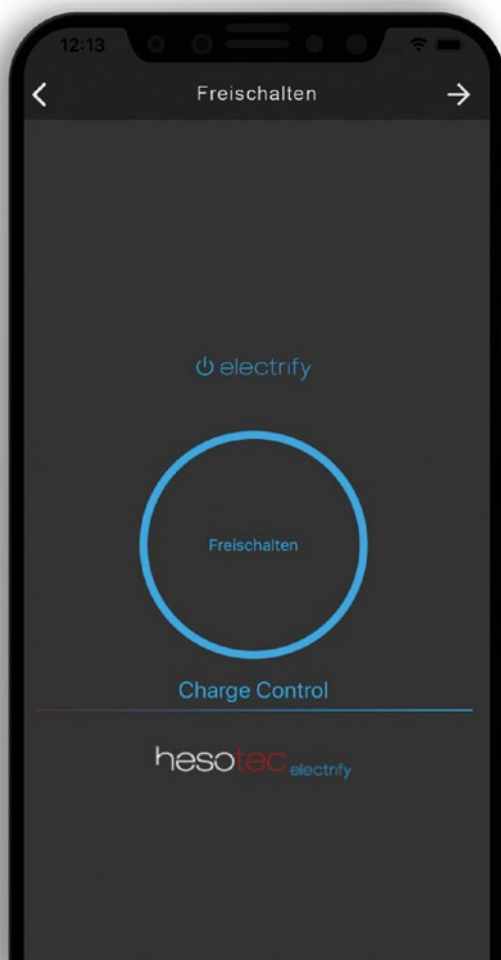 12:13
Freischalten
electrify
Freischalten
Charge Control
hesotec electrify